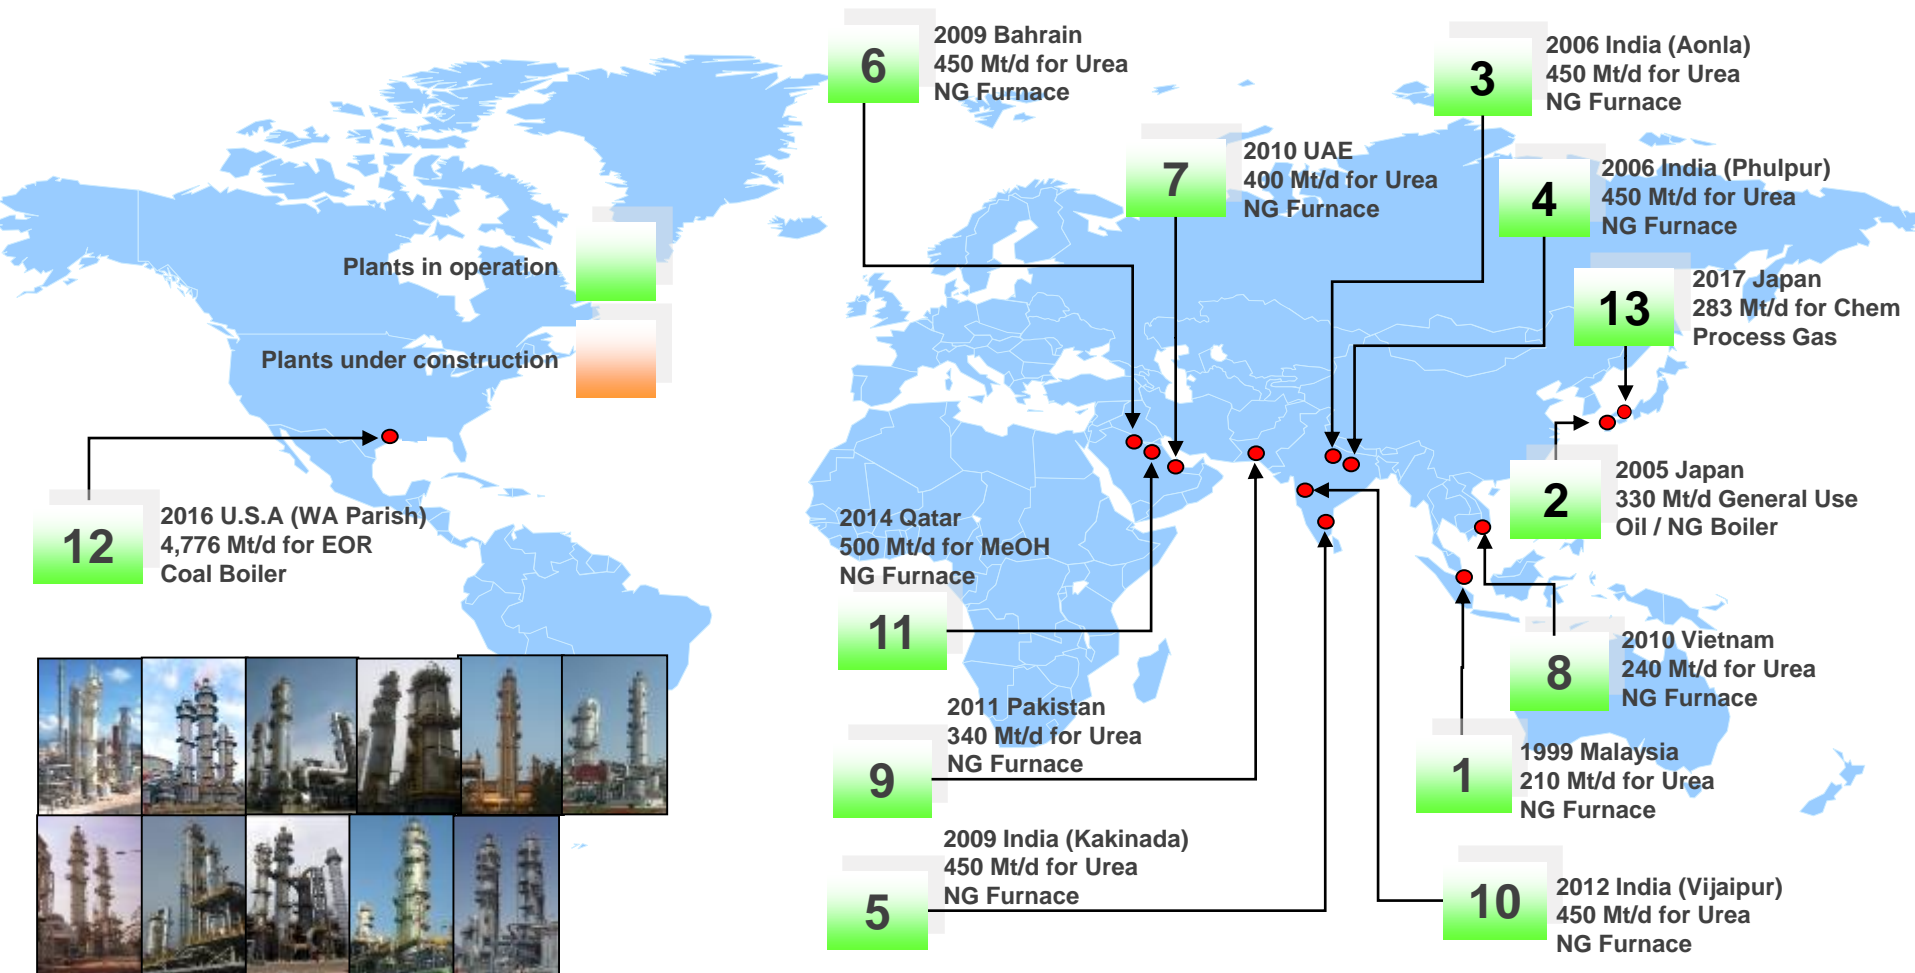 6
2009 Bahrain
450 Mt/d for Urea
NG Furnace
3
2006 India (Aonla)
450 Mt/d for Urea
NG Furnace
7
2010 UAE
400 Mt/d for Urea
NG Furnace
4
2006 India (Phulpur)
450 Mt/d for Urea
NG Furnace
Plants in operation
Plants under construction
13
2017 Japan
283 Mt/d for Chem
Process Gas
12
2016 U.S.A (WA Parish)
4,776 Mt/d for EOR
Coal Boiler
2014 Qatar
500 Mt/d for MeOH
NG Furnace
11
2
2005 Japan
330 Mt/d General Use
Oil / NG Boiler
8
2010 Vietnam
240 Mt/d for Urea
NG Furnace
9
2011 Pakistan
340 Mt/d for Urea
NG Furnace
1
1999 Malaysia
210 Mt/d for Urea
NG Furnace
5
2009 India (Kakinada)
450 Mt/d for Urea
NG Furnace
10
2012 India (Vijaipur)
450 Mt/d for Urea
NG Furnace